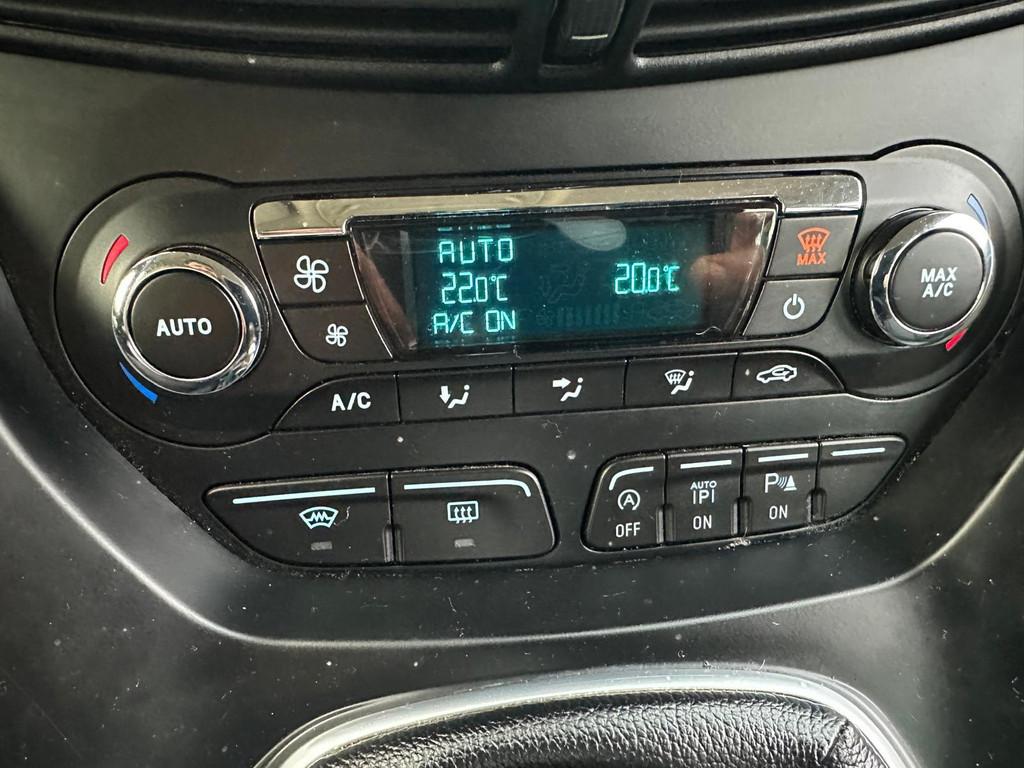 AUTO
22.0°C
20.0°C
A/C ON
MAX
AUTO
MAX
A/C
A/C
A
OFF
AUTO
P
ON
P
ON